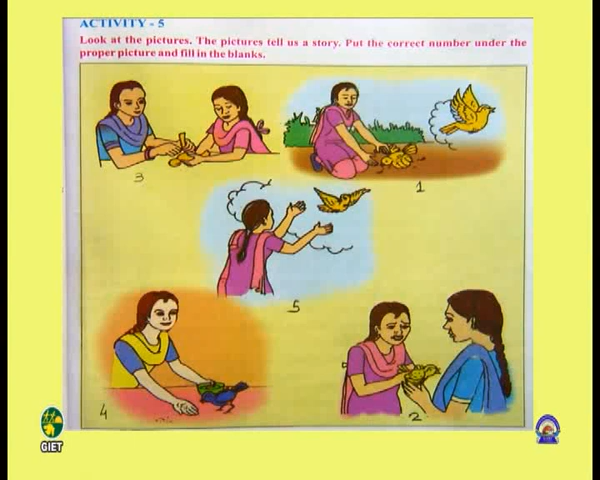 ACTIVITY - 5
Look at the pictures. The pictures tell us a story. Put the correct number under the
proper picture and fill in the blanks.
3
1
5
4
2
GIET